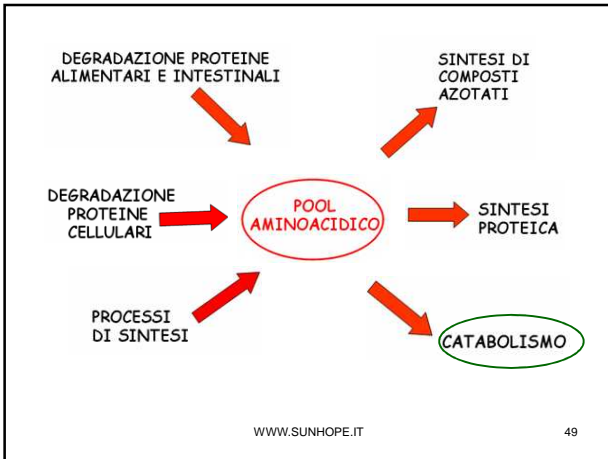 DEGRADAZIONE PROTEINE
ALIMENTARI E INTESTINALI
SINTESI DI
COMPOSTI
AZOTATI
DEGRADAZIONE
PROTEINE
CELLULARI
POOL
AMINOACIDICO
SINTESI
PROTEICA
PROCESSI
DI SINTESI
CATABOLISMO
WWW.SUNHOPE.IT
49